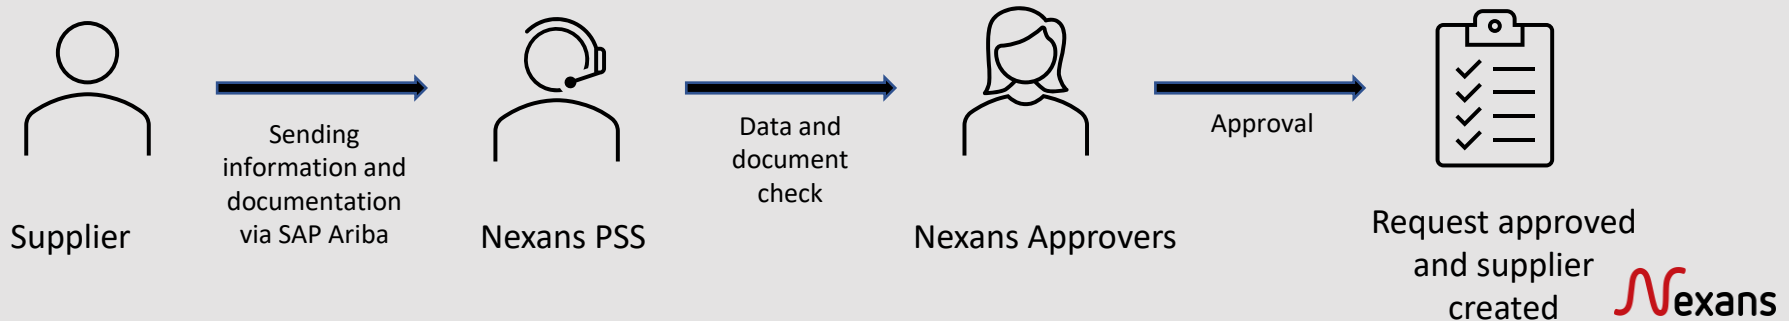 Supplier
Sending
information and
documentation
via SAP Ariba
Nexans PSS
Data and
document
check
Nexans Approvers
Approval
Request approved
and supplier
created
Nexans